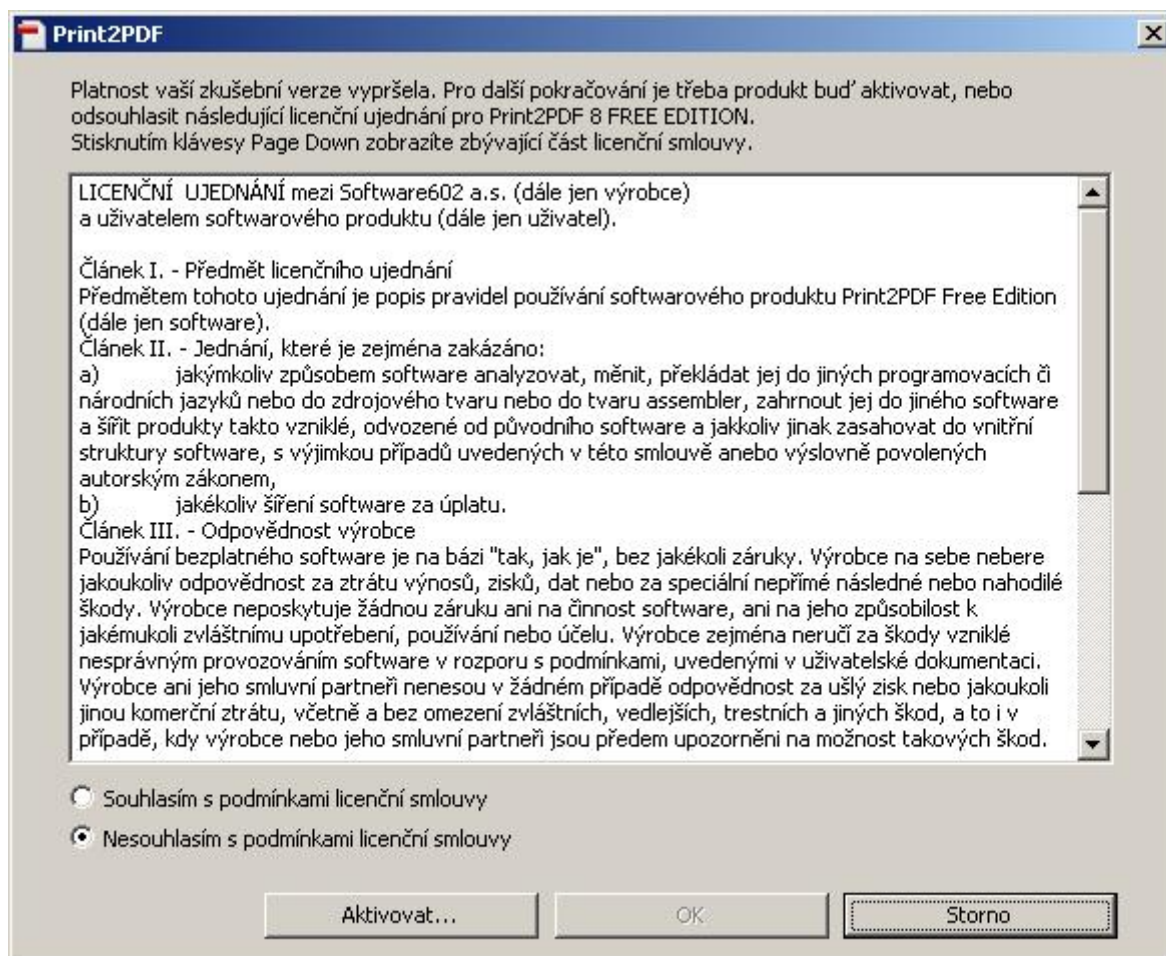 Print2PDF
Platnost vaší zkušební verze vypršela. Pro další pokračování je třeba produkt buď aktivovat, nebo
odsouhlasit následující licenční ujednání pro Print2PDF 8 FREE EDITION.
Stisknutím klávesy Page Down zobrazíte zbývající část licenční smlouvy.
LICENČNÍ  UJEDNÁNÍ mezi Software602 a.s. (dále jen výrobce)
a uživatelem softwarového produktu (dále jen uživatel).
Článek I. - Předmět licenčního ujednání
Předmětem tohoto ujednání je popis pravidel používání softwarového produktu Print2PDF Free Edition
(dále jen software).
Článek II. - Jednání, které je zejména zakázáno:
a) jakýmkoliv způsobem software analyzovat, měnit, překládat jej do jiných programovacích či
národních jazyků nebo do zdrojového tvaru nebo do tvaru assembler, zahrnout jej do jiného software
a šířit produkty takto vzniklé, odvozené od původního software a jakkoliv jinak zasahovat do vnitřní
struktury software, s výjimkou případů uvedených v této smlouvě anebo výslovně povolených
autorským zákonem,
b) jakékoliv šíření software za úplatu.
Článek III. - Odpovědnost výrobce
Používání bezplatného software je na bázi "tak, jak je", bez jakékoli záruky. Výrobce na sebe nebere
jakoukoliv odpovědnost za ztrátu výnosů, zisků, dat nebo za speciální nepřímé následné nebo nahodilé
škody. Výrobce neposkytuje žádnou záruku ani na činnost software, ani na jeho způsobilost k
jakémukoli zvláštnímu upotřebení, používání nebo účelu. Výrobce zejména neručí za škody vzniklé
nesprávným provozováním software v rozporu s podmínkami, uvedenými v uživatelské dokumentaci.
Výrobce ani jeho smluvní partneři nenesou v žádném případě odpovědnost za ušlý zisk nebo jakoukoli
jinou komerční ztrátu, včetně a bez omezení zvláštních, vedlejších, trestních a jiných škod, a to i v
případě, kdy výrobce nebo jeho smluvní partneři jsou předem upozorněni na možnost takových škod.
Souhlasím s podmínkami licenční smlouvy
Nesouhlasím s podmínkami licenční smlouvy
Aktivovat... OK Storno